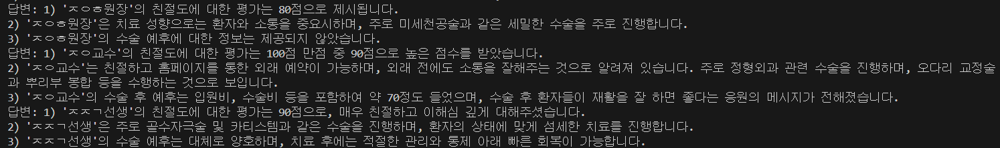 답변: 1) 'ㅈㅇㅎ원장'의 친절도에 대한 평가는 80점으로 제시됩니다.
2) 'ㅈㅇㅎ원장'은 치료 성향으로는 환자와 소통을 중요시하며, 주로 미세천공술과 같은 세밀한 수술을 주로 진행합니다.
3) 'ㅈㅇㅎ원장'의 수술 예후에 대한 정보는 제공되지 않았습니다.
답변: 1) 'ㅈㅇ교수'의 친절도에 대한 평가는 100점 만점 중 90점으로 높은 점수를 받았습니다.
2) 'ㅈㅇ교수'는 친절하고 홈페이지를 통한 외래 예약이 가능하며, 외래 전에도 소통을 잘해주는 것으로 알려져 있습니다. 주로 정형외과 관련 수술을 진행하며, 오다리 교정술
과 뿌리부 봉합 등을 수행하는 것으로 보입니다.
3) 'ㅈㅇ교수'의 수술 후 예후는 입원비, 수술비 등을 포함하여 약 70정도 들었으며, 수술 후 환자들이 재활을 잘 하면 좋다는 응원의 메시지가 전해졌습니다.
답변: 1) 'ㅈㅈㄱ선생'의 친절도에 대한 평가는 90점으로, 매우 친절하고 이해심 깊게 대해주셨습니다.
2) 'ㅈㅈㄱ선생'은 주로 골수자극술 및 카티스템과 같은 수술을 진행하며, 환자의 상태에 맞게 섬세한 치료를 진행합니다.
3) 'ㅈㅈㄱ선생'의 수술 예후는 대체로 양호하며, 치료 후에는 적절한 관리와 통제 아래 빠른 회복이 가능합니다.